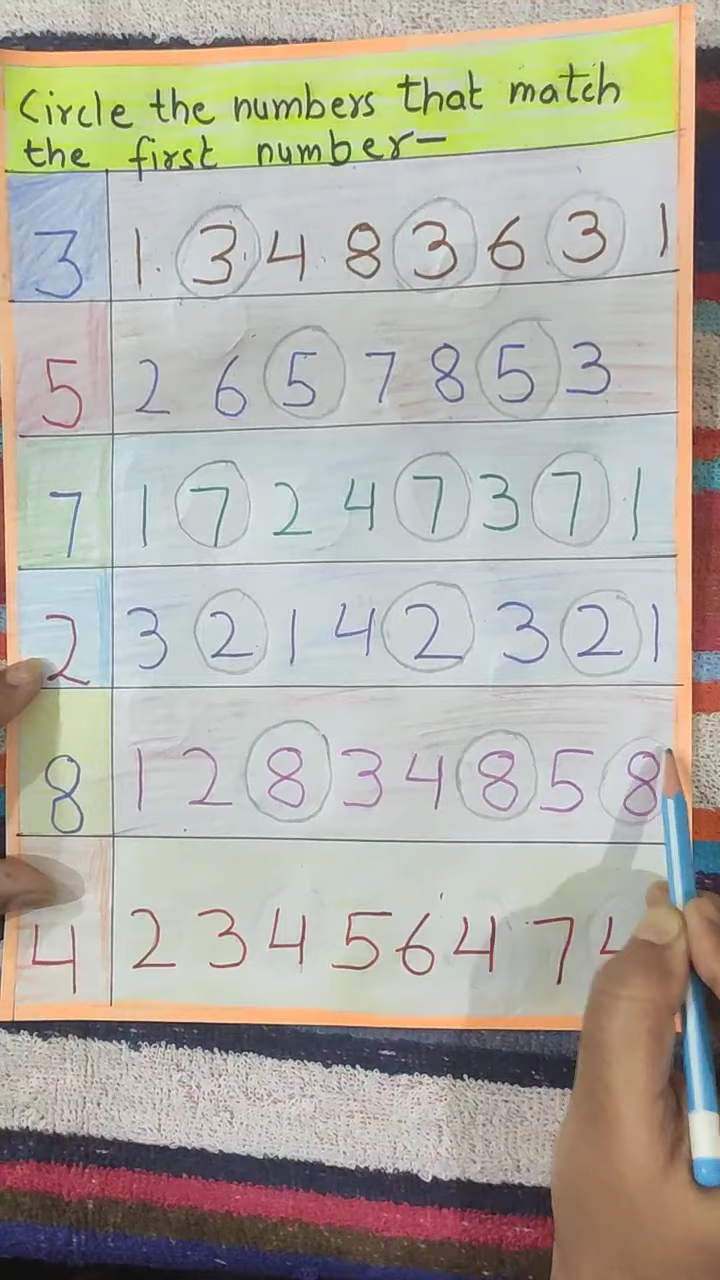 Circle the numbers that match
the first number-
3 1 3 4 8 3 6 3 1
5 2 6 5 7 8 5 3
7 1 7 2 4 7 3 7 1
2 3 2 1 4 2 3 2 1
8 1 2 8 3 4 8 5 8
4 2 3 4 5 6 4 7 4